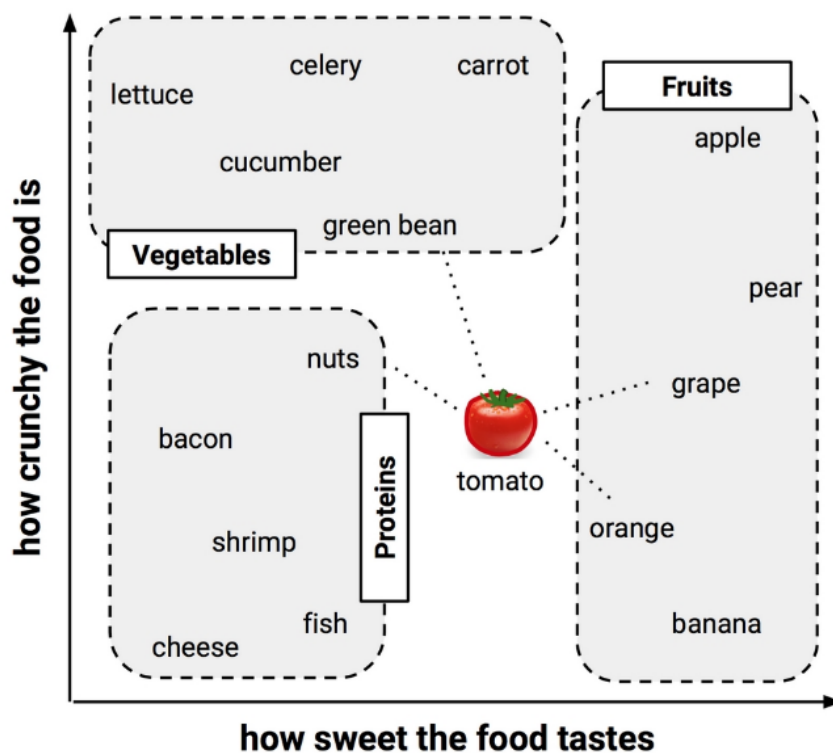 celery
carrot
lettuce
Fruits
apple
cucumber
green bean
Vegetables
pear
nuts
grape
bacon
tomato
Proteins
shrimp
orange
fish
banana
cheese
how crunchy the food is
how sweet the food tastes